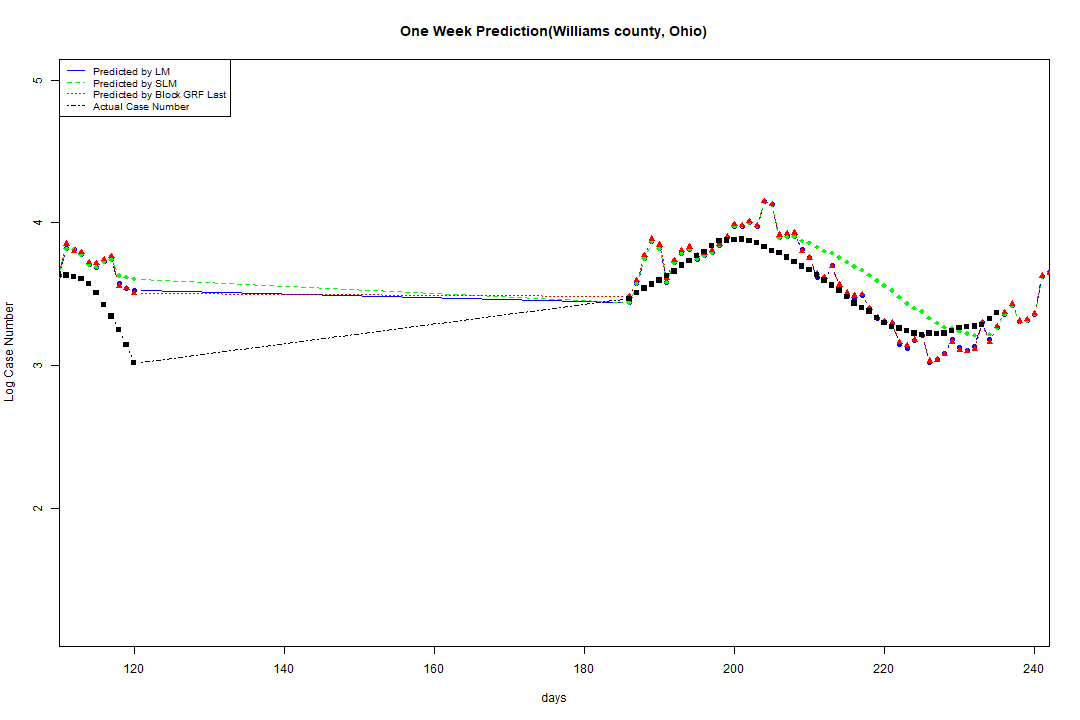 One Week Prediction(Williams county, Ohio)
Predicted by LM
Predicted by SLM
Predicted by Block GRF Last
Actual Case Number
5
4
3
2
Log Case Number
120 140 160 180 200 220 240
days